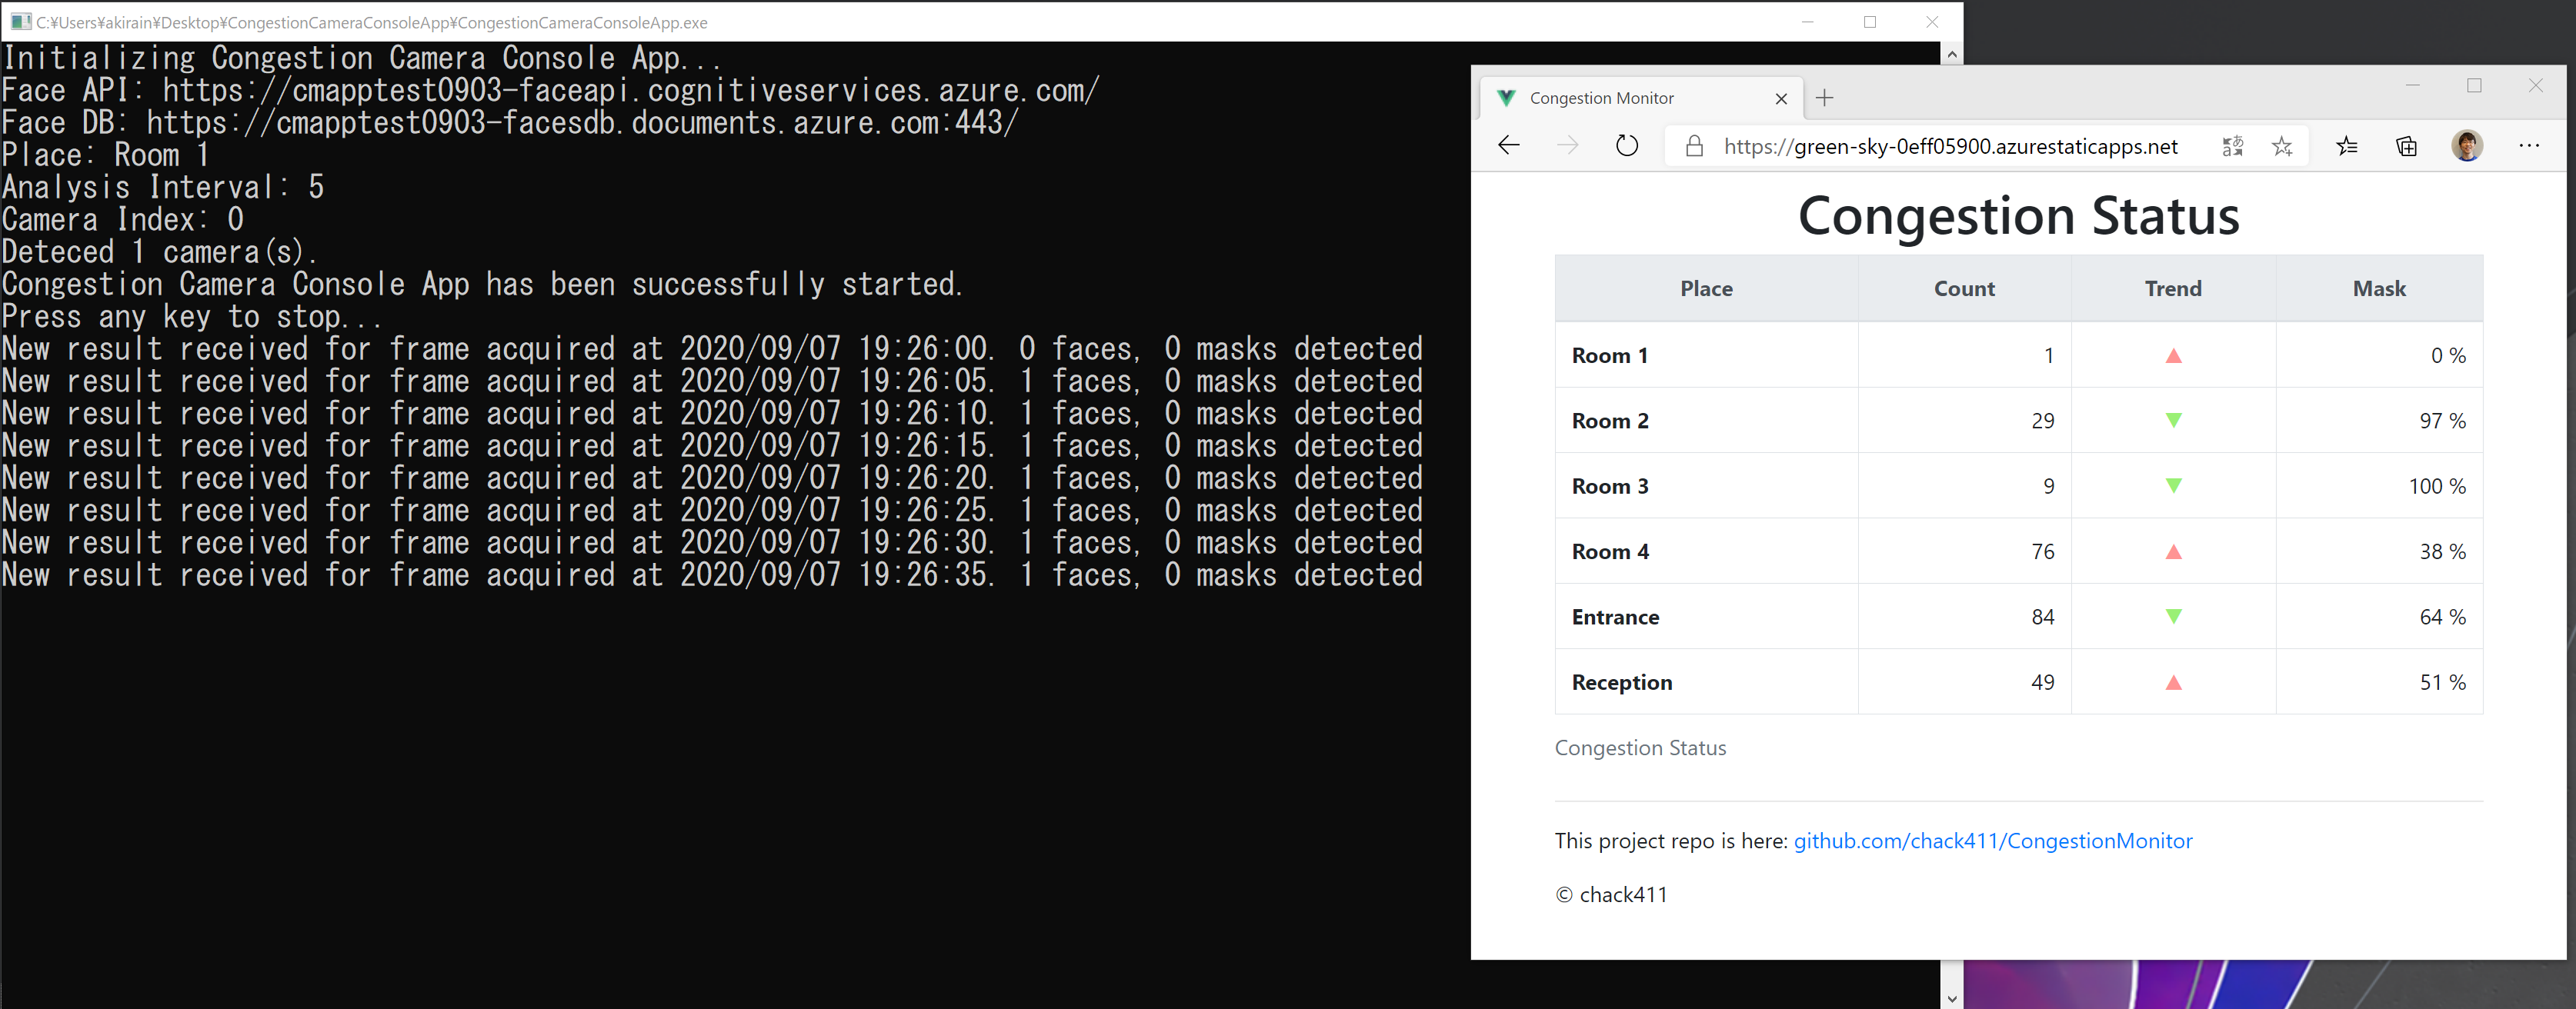 C:¥Users¥akirain¥Desktop¥CongestionCameraConsoleApp¥CongestionCameraConsoleApp.exe
Initializing Congestion Camera Console App...
Face API: https://cmapptest0903-faceapi.cognitiveservices.azure.com/
Face DB: https://cmapptest0903-facesdb.documents.azure.com:443/
Place: Room 1
Analysis Interval: 5
Camera Index: 0
Deteced 1 camera(s).
Congestion Camera Console App has been successfully started.
Press any key to stop...
New result received for frame acquired at 2020/09/07 19:26:00. 0 faces, 0 masks detected
New result received for frame acquired at 2020/09/07 19:26:05. 1 faces, 0 masks detected
New result received for frame acquired at 2020/09/07 19:26:10. 1 faces, 0 masks detected
New result received for frame acquired at 2020/09/07 19:26:15. 1 faces, 0 masks detected
New result received for frame acquired at 2020/09/07 19:26:20. 1 faces, 0 masks detected
New result received for frame acquired at 2020/09/07 19:26:25. 1 faces, 0 masks detected
New result received for frame acquired at 2020/09/07 19:26:30. 1 faces, 0 masks detected
New result received for frame acquired at 2020/09/07 19:26:35. 1 faces, 0 masks detected
Congestion Monitor
https://green-sky-0eff05900.azurestaticapps.net
Congestion Status
Place Count Trend Mask
Room 1 1 ▲ 0 %
Room 2 29 ▼ 97 %
Room 3 9 ▼ 100 %
Room 4 76 ▲ 38 %
Entrance 84 ▼ 64 %
Reception 49 ▲ 51 %
Congestion Status
This project repo is here: github.com/chack411/CongestionMonitor
© chack411